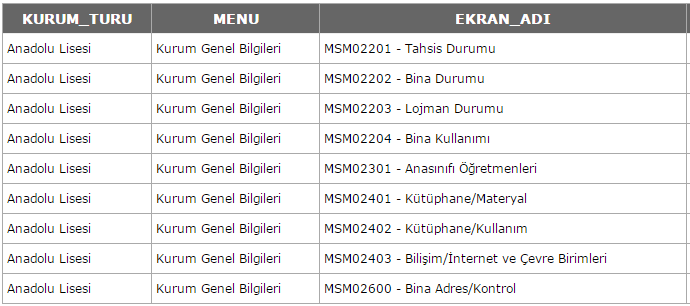 KURUM_TURU MENU EKRAN_ADI
Anadolu Lisesi Kurum Genel Bilgileri MSM02201 - Tahsis Durumu
Anadolu Lisesi Kurum Genel Bilgileri MSM02202 - Bina Durumu
Anadolu Lisesi Kurum Genel Bilgileri MSM02203 - Lojman Durumu
Anadolu Lisesi Kurum Genel Bilgileri MSM02204 - Bina Kullanımı
Anadolu Lisesi Kurum Genel Bilgileri MSM02301 - Anasınıfı Öğretmenleri
Anadolu Lisesi Kurum Genel Bilgileri MSM02401 - Kütüphane/Materyal
Anadolu Lisesi Kurum Genel Bilgileri MSM02402 - Kütüphane/Kullanım
Anadolu Lisesi Kurum Genel Bilgileri MSM02403 - Bilişim/İnternet ve Çevre Birimleri
Anadolu Lisesi Kurum Genel Bilgileri MSM02600 - Bina Adres/Kontrol